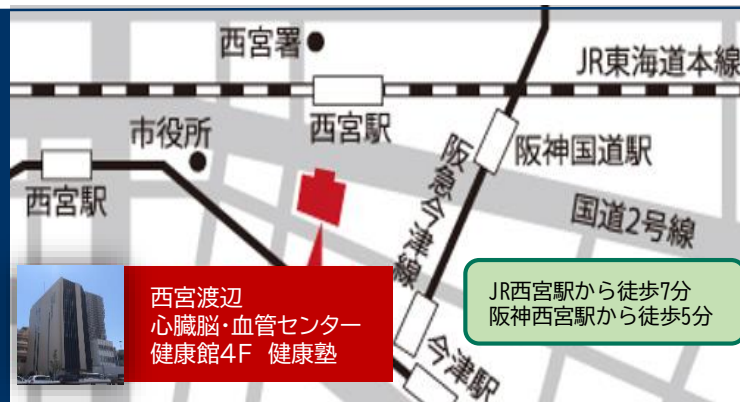 西宮署
JR東海道本線
西宮駅
市役所
阪神国道駅
西宮駅
阪急今津線
国道2号線
西宮渡辺
心臓脳・血管センター
健康館4F 健康塾
JR西宮駅から徒歩7分
阪神西宮駅から徒歩5分
今津駅